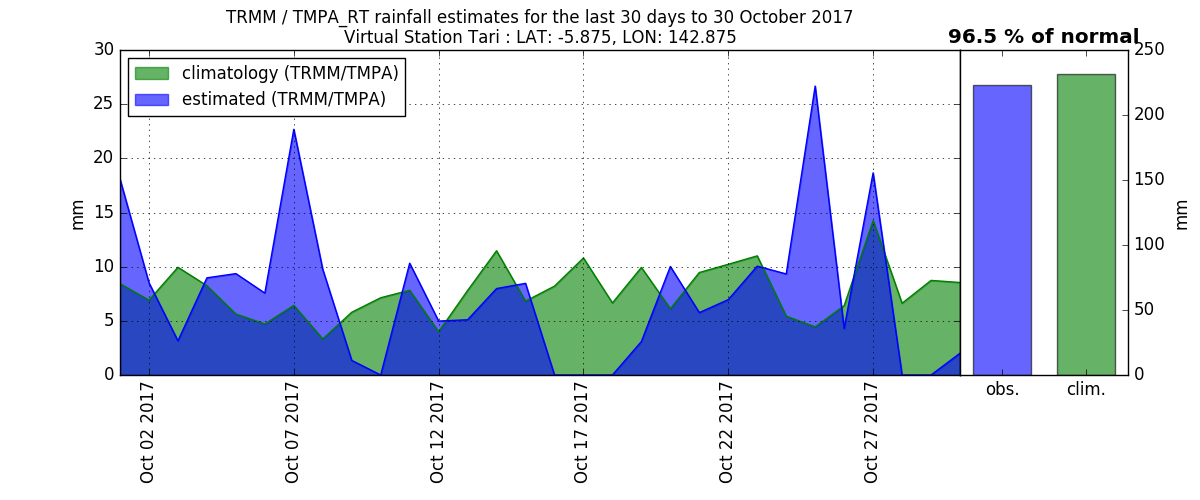 TRMM / TMPA_RT rainfall estimates for the last 30 days to 30 October 2017
Virtual Station Tari : LAT: -5.875, LON: 142.875
96.5 % of normal
climatology (TRMM/TMPA)
estimated (TRMM/TMPA)
30
25
20
15
10
5
0
mm
Oct 02 2017
Oct 07 2017
Oct 12 2017
Oct 17 2017
Oct 22 2017
Oct 27 2017
250
200
150
100
50
0
mm
obs.
clim.